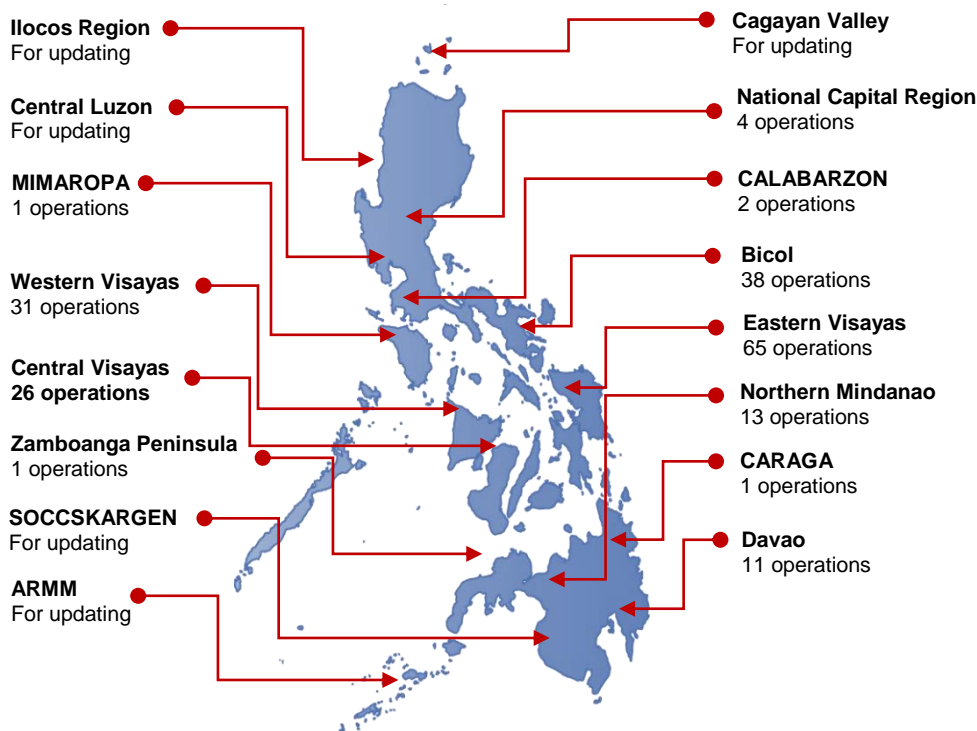 Ilocos Region
For updating
Central Luzon
For updating
MIMAROPA
1 operations
Western Visayas
31 operations
Central Visayas
26 operations
Zamboanga Peninsula
1 operations
SOCCSKARGEN
For updating
ARMM
For updating
Cagayan Valley
For updating
National Capital Region
4 operations
CALABARZON
2 operations
Bicol
38 operations
Eastern Visayas
65 operations
Northern Mindanao
13 operations
CARAGA
1 operations
Davao
11 operations